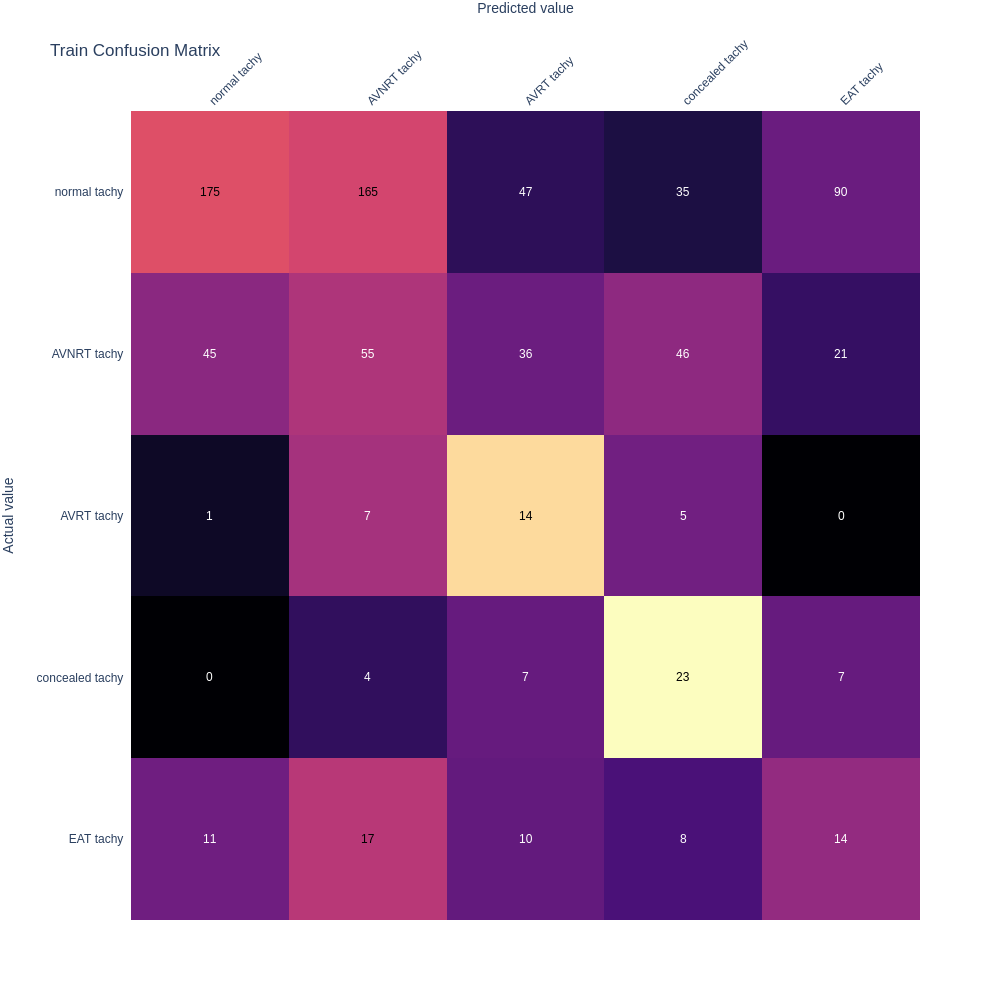 Predicted value
Train Confusion Matrix
normal tachy
AVNRT tachy
AVRT tachy
concealed tachy
EAT tachy
normal tachy 175 165 47 35 90
AVNRT tachy 45 55 36 46 21
Actual value
AVRT tachy 1 7 14 5 0
concealed tachy 0 4 7 23 7
EAT tachy 11 17 10 8 14